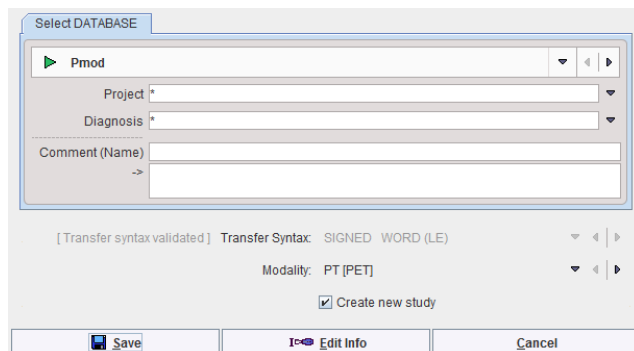 Select DATABASE
Pmod
Project *
Diagnosis *
Comment (Name)
->
[ Transfer syntax validated ] Transfer Syntax: SIGNED WORD (LE)
Modality: PT [PET]
Create new study
Save Edit Info Cancel